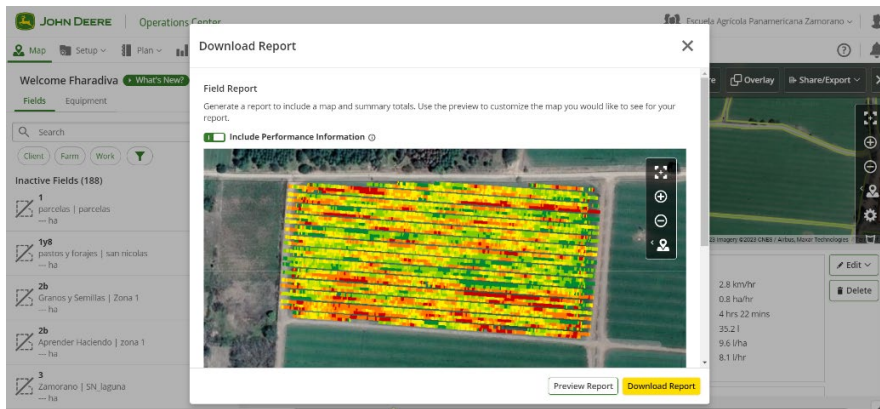 JOHN DEERE
Operations Center
Escuela Agrícola Panamericana Zamorano
Map
Setup
Plan
Welcome Fharadiva
What's New?
Fields
Equipment
Search
Client
Farm
Work
Inactive Fields (188)
1
parcelas | parcelas
--- ha
1y8
pastos y forajes | san nicolas
--- ha
2b
Granos y Semillas | Zona 1
--- ha
2b
Aprender Haciendo | zona 1
--- ha
3
Zamorano | SN_laguna
--- ha
Download Report
Field Report
Generate a report to include a map and summary totals. Use the preview to customize the map you would like to see for your
report.
Include Performance Information
Preview Report
Download Report
Overlay
Share/Export
Imagery ©2023 CNES / Airbus, Maxar Technologies
Edit
Delete
2.8 km/hr
0.8 ha/hr
4 hrs 22 mins
35.2 l
9.6 l/ha
8.1 l/hr